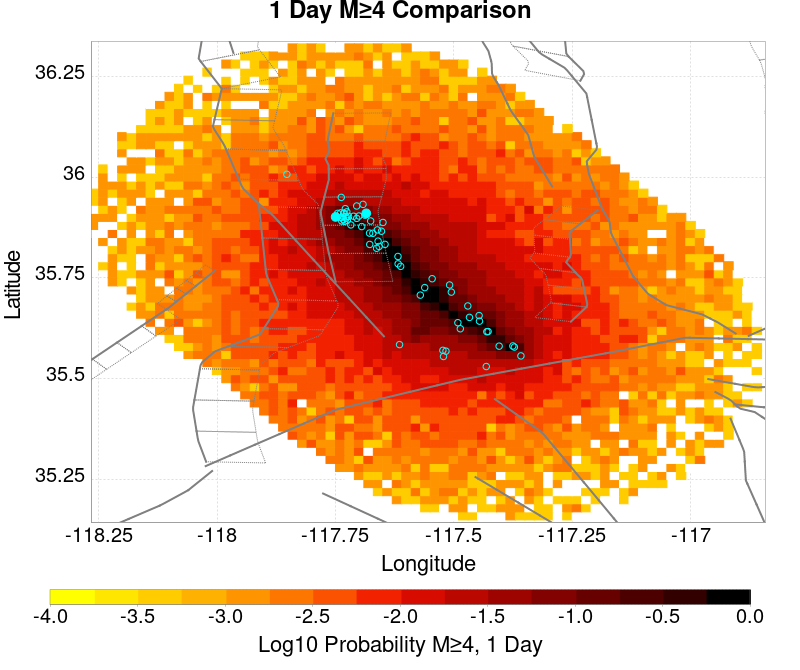 1 Day M≥4 Comparison
36.25
36
35.75
35.5
35.25
Latitude
-118.25 -118 -117.75 -117.5 -117.25 -117
Longitude
-4.0 -3.5 -3.0 -2.5 -2.0 -1.5 -1.0 -0.5 0.0
Log10 Probability M≥4, 1 Day